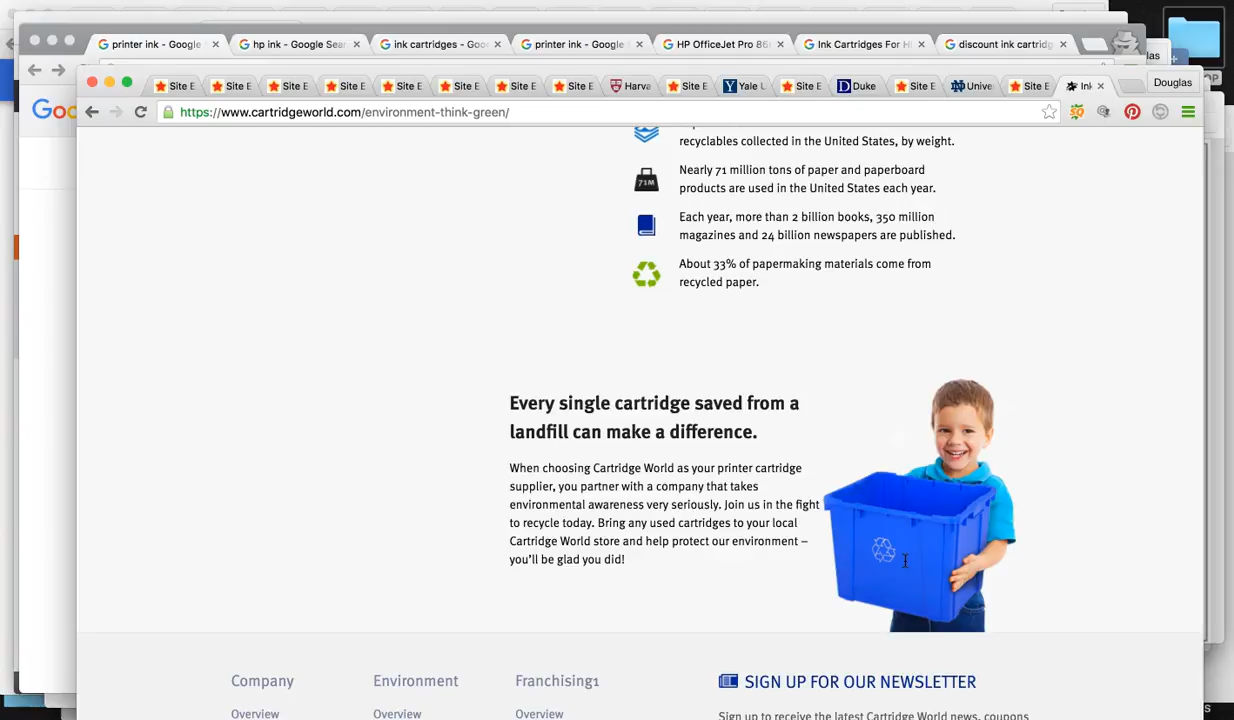 printer ink - Google
hp ink - Google Sea
ink cartridges - Goo
printer ink - Google
HP OfficeJet Pro 86
Ink Cartridges For H
discount ink cartrid
las
Site E
Site E
Site E
Site E
Site E
Site E
Site E
Site E
Harva
Site E
Yale U
Site E
Duke
Site E
Unive
Site E
Ink
Douglas
Goo
https://www.cartridgeworld.com/environment-think-green/
recyclables collected in the United States, by weight.
71M
Nearly 71 million tons of paper and paperboard
products are used in the United States each year.
Each year, more than 2 billion books, 350 million
magazines and 24 billion newspapers are published.
About 33% of papermaking materials come from
recycled paper.
Every single cartridge saved from a
landfill can make a difference.
When choosing Cartridge World as your printer cartridge
supplier, you partner with a company that takes
environmental awareness very seriously. Join us in the fight
to recycle today. Bring any used cartridges to your local
Cartridge World store and help protect our environment –
you'll be glad you did!
Company
Environment
Franchising1
SIGN UP FOR OUR NEWSLETTER
Overview
Overview
Overview
Sign up to receive the latest Cartridge World news, coupons